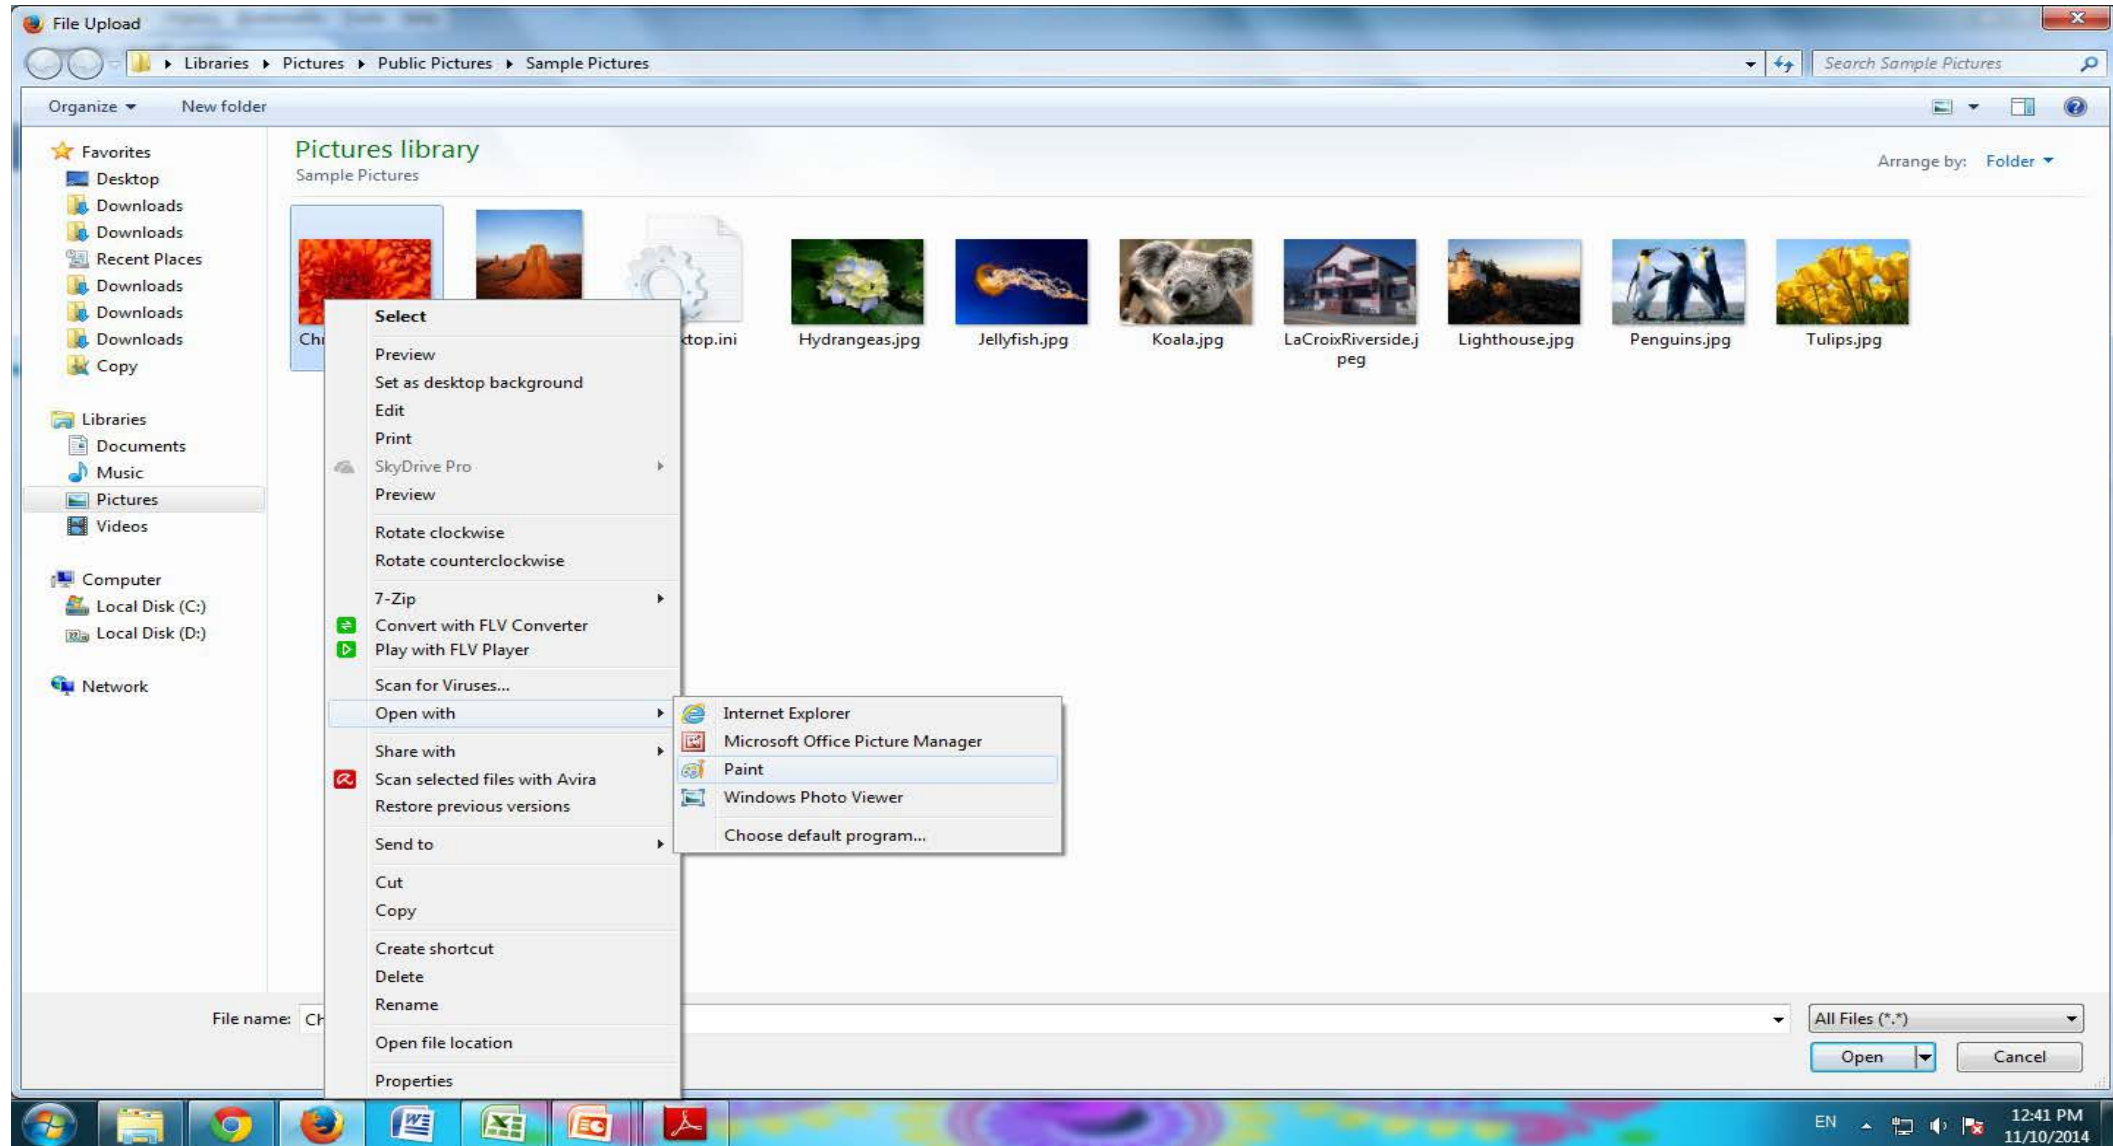 File Upload
Libraries Pictures Public Pictures Sample Pictures
Search Sample Pictures
Organize New folder
Favorites
Desktop
Downloads
Downloads
Recent Places
Downloads
Downloads
Downloads
Copy
Libraries
Documents
Music
Pictures
Videos
Computer
Local Disk (C:)
Local Disk (D:)
Network
Pictures library
Sample Pictures
Arrange by: Folder
Hydrangeas.jpg
Jellyfish.jpg
Koala.jpg
LaCroixRiverside.j
peg
Lighthouse.jpg
Penguins.jpg
Tulips.jpg
Select
Preview
Set as desktop background
Edit
Print
SkyDrive Pro
Preview
Rotate clockwise
Rotate counterclockwise
7-Zip
Convert with FLV Converter
Play with FLV Player
Scan for Viruses...
Open with
Share with
Scan selected files with Avira
Restore previous versions
Send to
Cut
Copy
Create shortcut
Delete
Rename
Open file location
Properties
Internet Explorer
Microsoft Office Picture Manager
Paint
Windows Photo Viewer
Choose default program...
File name:
All Files (*.*)
Open
Cancel
EN
12:41 PM
11/10/2014